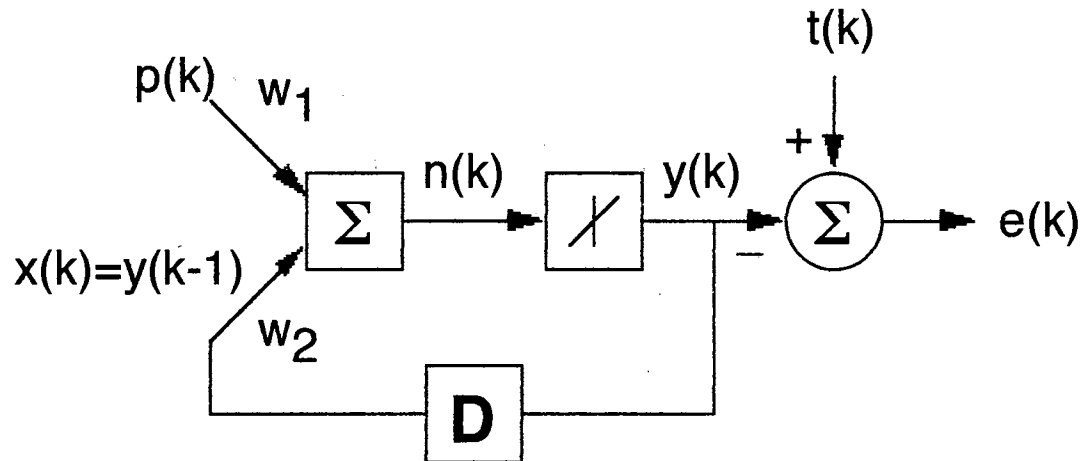 t(k)
p(k) w1
+
n(k) y(k)
Σ Σ e(k)
−
x(k)=y(k-1)
w2
D